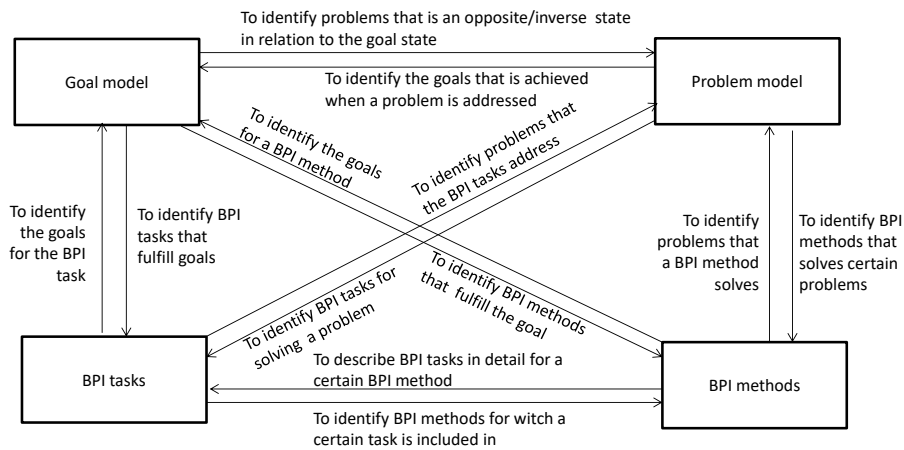 To identify problems that is an opposite/inverse state
in relation to the goal state
Goal model
To identify the goals that is achieved
when a problem is addressed
Problem model
To identify the goals
for a BPI method
To identify problems that
the BPI tasks address
To identify
the goals
for the BPI
task
To identify BPI
tasks that
fulfill goals
To identify
problems that
a BPI method
solves
To identify BPI
methods that
solves certain
problems
To identify BPI tasks for
solving a problem
To identify BPI methods
that fulfill the goal
BPI tasks
To describe BPI tasks in detail for a
certain BPI method
BPI methods
To identify BPI methods for witch a
certain task is included in